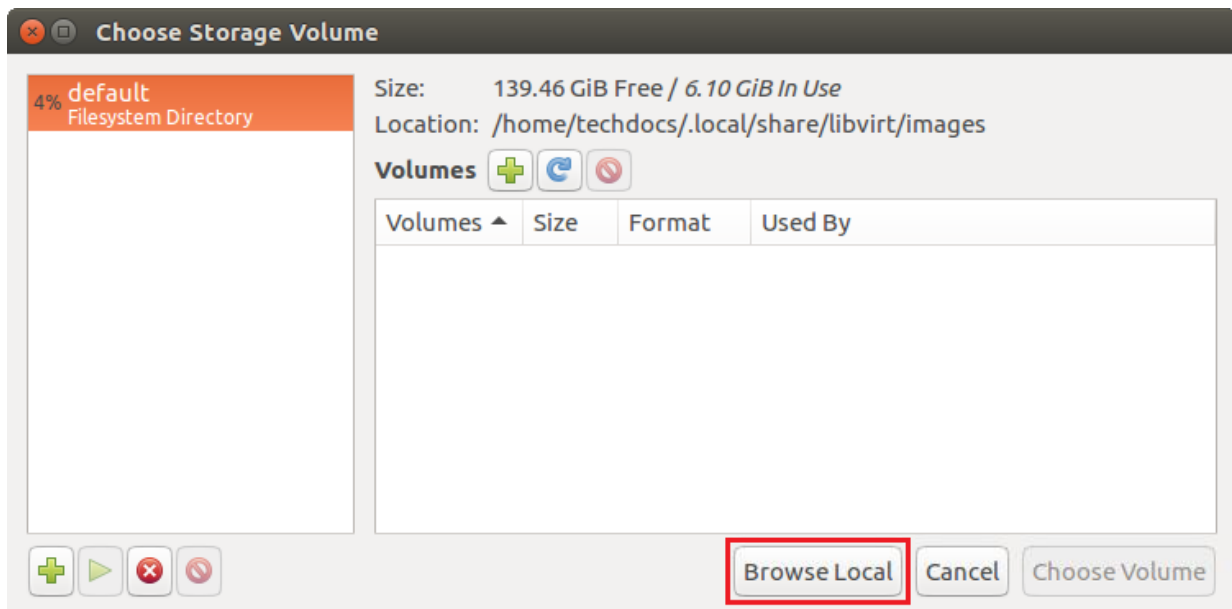 Choose Storage Volume
4% default
Filesystem Directory
Size: 139.46 GiB Free / 6.10 GiB In Use
Location: /home/techdocs/.local/share/libvirt/images
Volumes
Volumes Size Format Used By
Browse Local Cancel Choose Volume